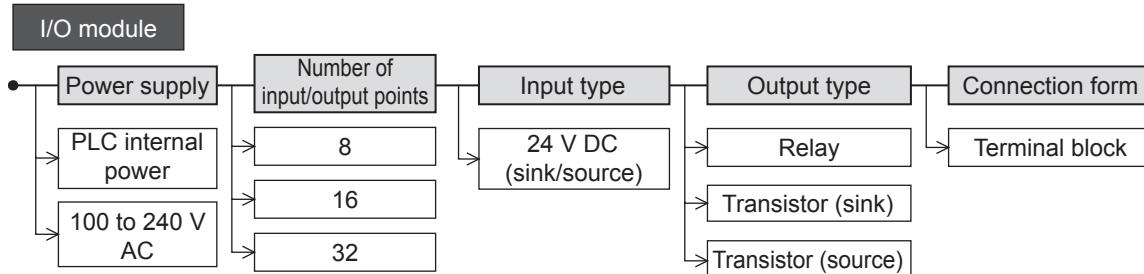 I/O module
Power supply
Number of
input/output points
Input type
Output type
Connection form
PLC internal
power
100 to 240 V
AC
8
16
32
24 V DC
(sink/source)
Relay
Transistor (sink)
Transistor (source)
Terminal block